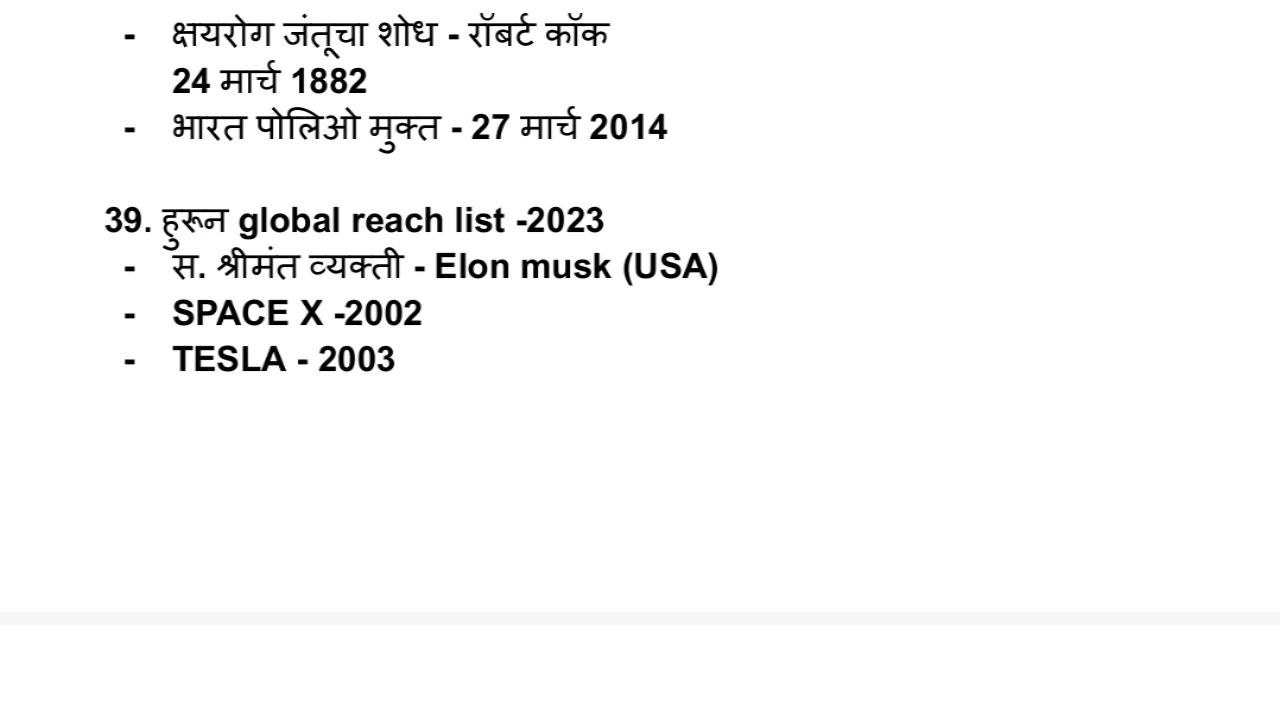 - क्षयरोग जंतूचा शोध - रॉबर्ट कॉक
24 मार्च 1882
- भारत पोलिओ मुक्त - 27 मार्च 2014
39. हुरून global reach list -2023
- स. श्रीमंत व्यक्ती - Elon musk (USA)
- SPACE X -2002
- TESLA - 2003